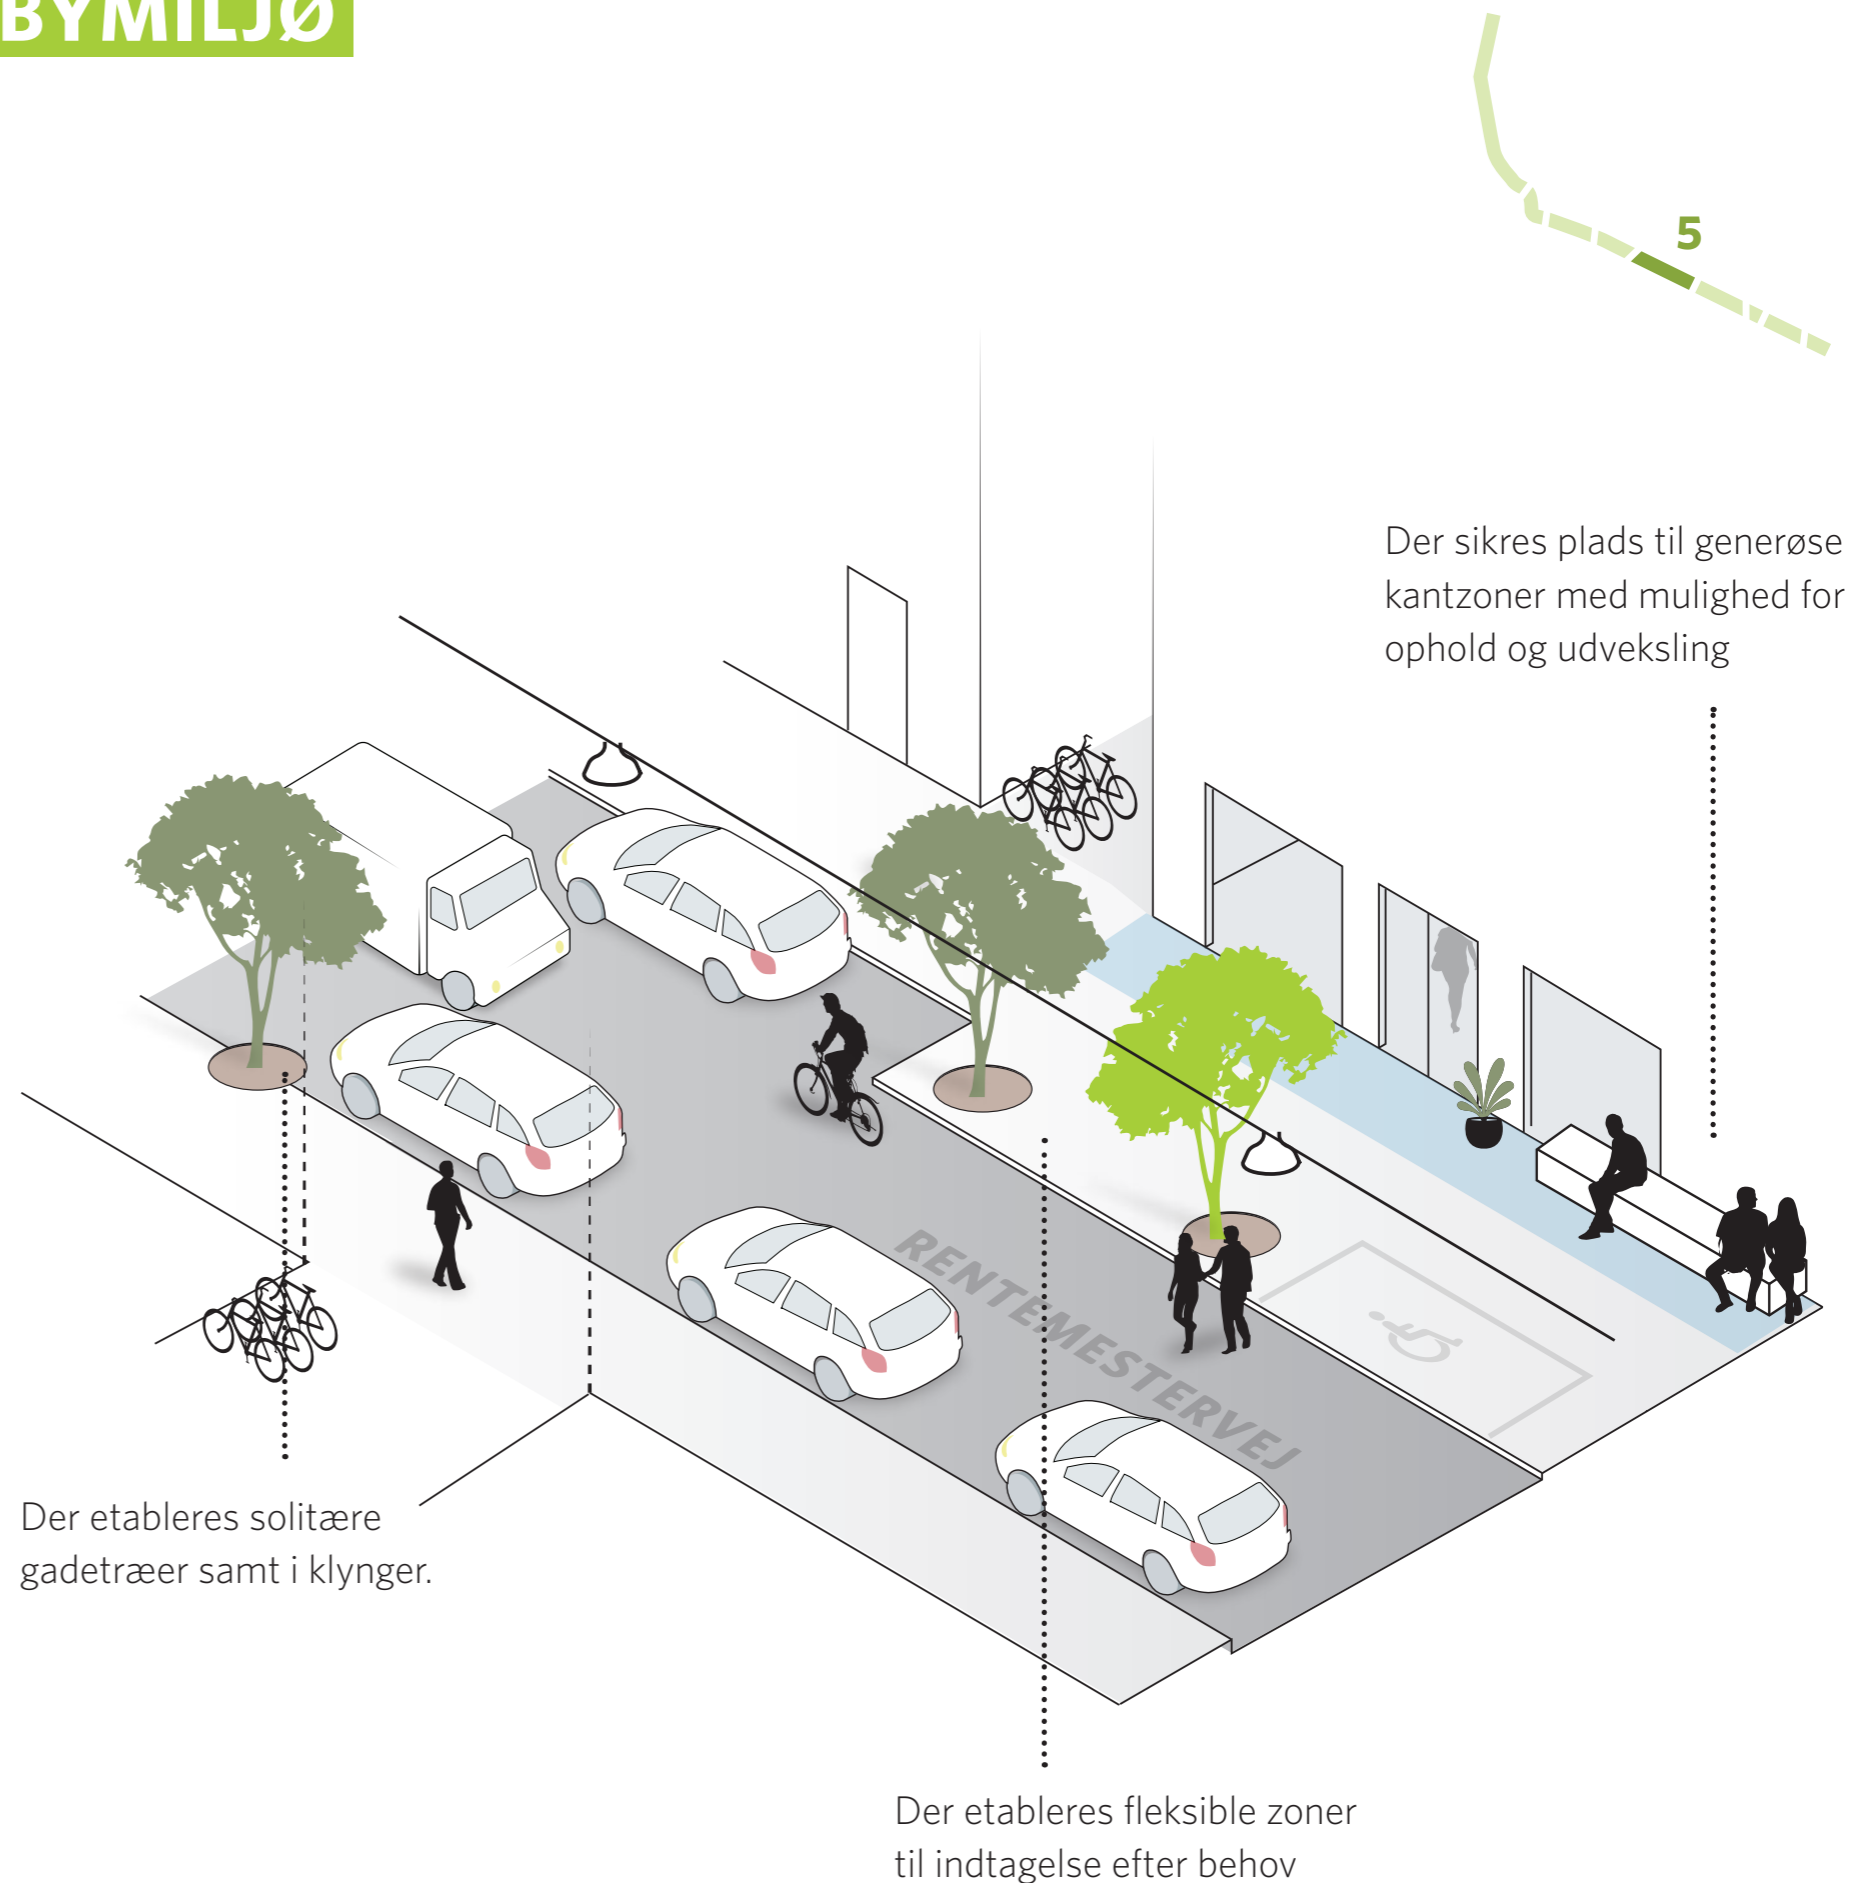 BYMILJØ
5
Der sikres plads til generøse
kantzoner med mulighed for
ophold og udveksling
RENTEMESTERVEJ
Der etableres solitære
gadetræer samt i klynger.
Der etableres fleksible zoner
til indtagelse efter behov